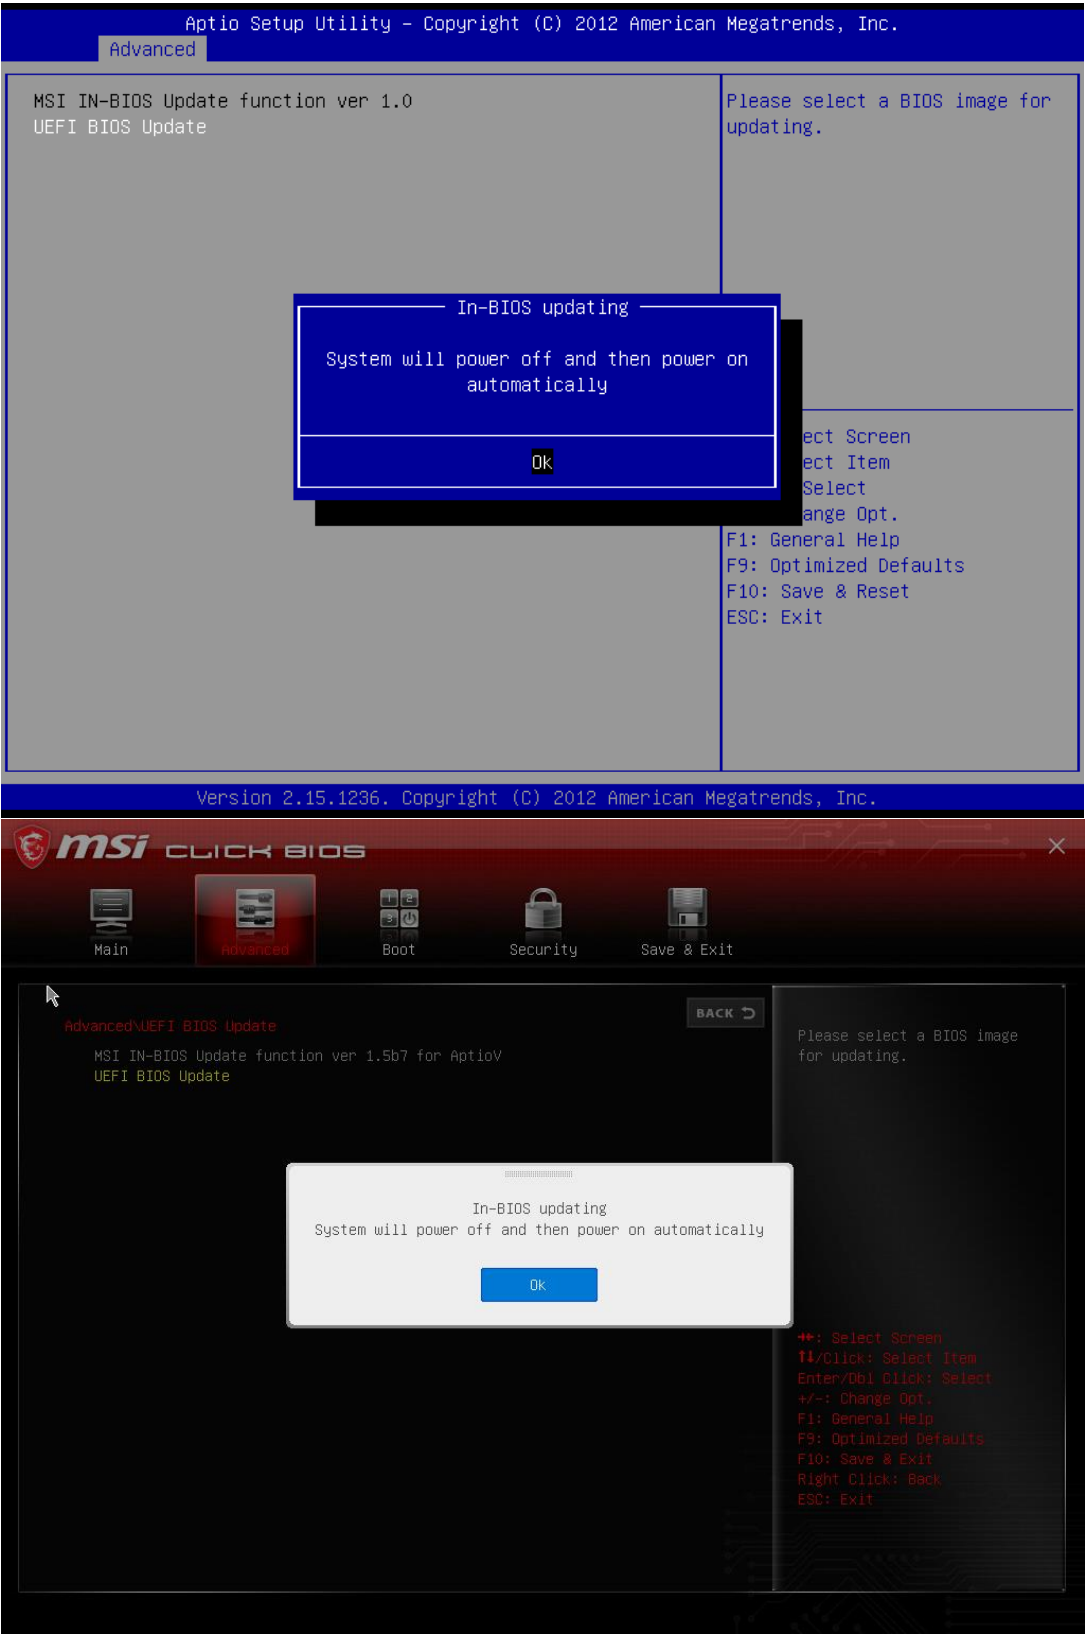 Aptio Setup Utility – Copyright (C) 2012 American Megatrends, Inc.
Advanced
MSI IN-BIOS Update function ver 1.0
UEFI BIOS Update
Please select a BIOS image for
updating.
In-BIOS updating
System will power off and then power on
automatically
Ok
ect Screen
ect Item
Select
ange Opt.
F1: General Help
F9: Optimized Defaults
F10: Save & Reset
ESC: Exit
Version 2.15.1236. Copyright (C) 2012 American Megatrends, Inc.
msi CLICK BIOS
Main
Advanced
1 2
3
Boot
Security
Save & Exit
BACK
Advanced\UEFI BIOS Update
MSI IN-BIOS Update function ver 1.5b7 for AptioV
UEFI BIOS Update
Please select a BIOS image
for updating.
In-BIOS updating
System will power off and then power on automatically
Ok
→←: Select Screen
↑↓/Click: Select Item
Enter/Dbl Click: Select
+/-: Change Opt.
F1: General Help
F9: Optimized Defaults
F10: Save & Exit
Right Click: Back
ESC: Exit